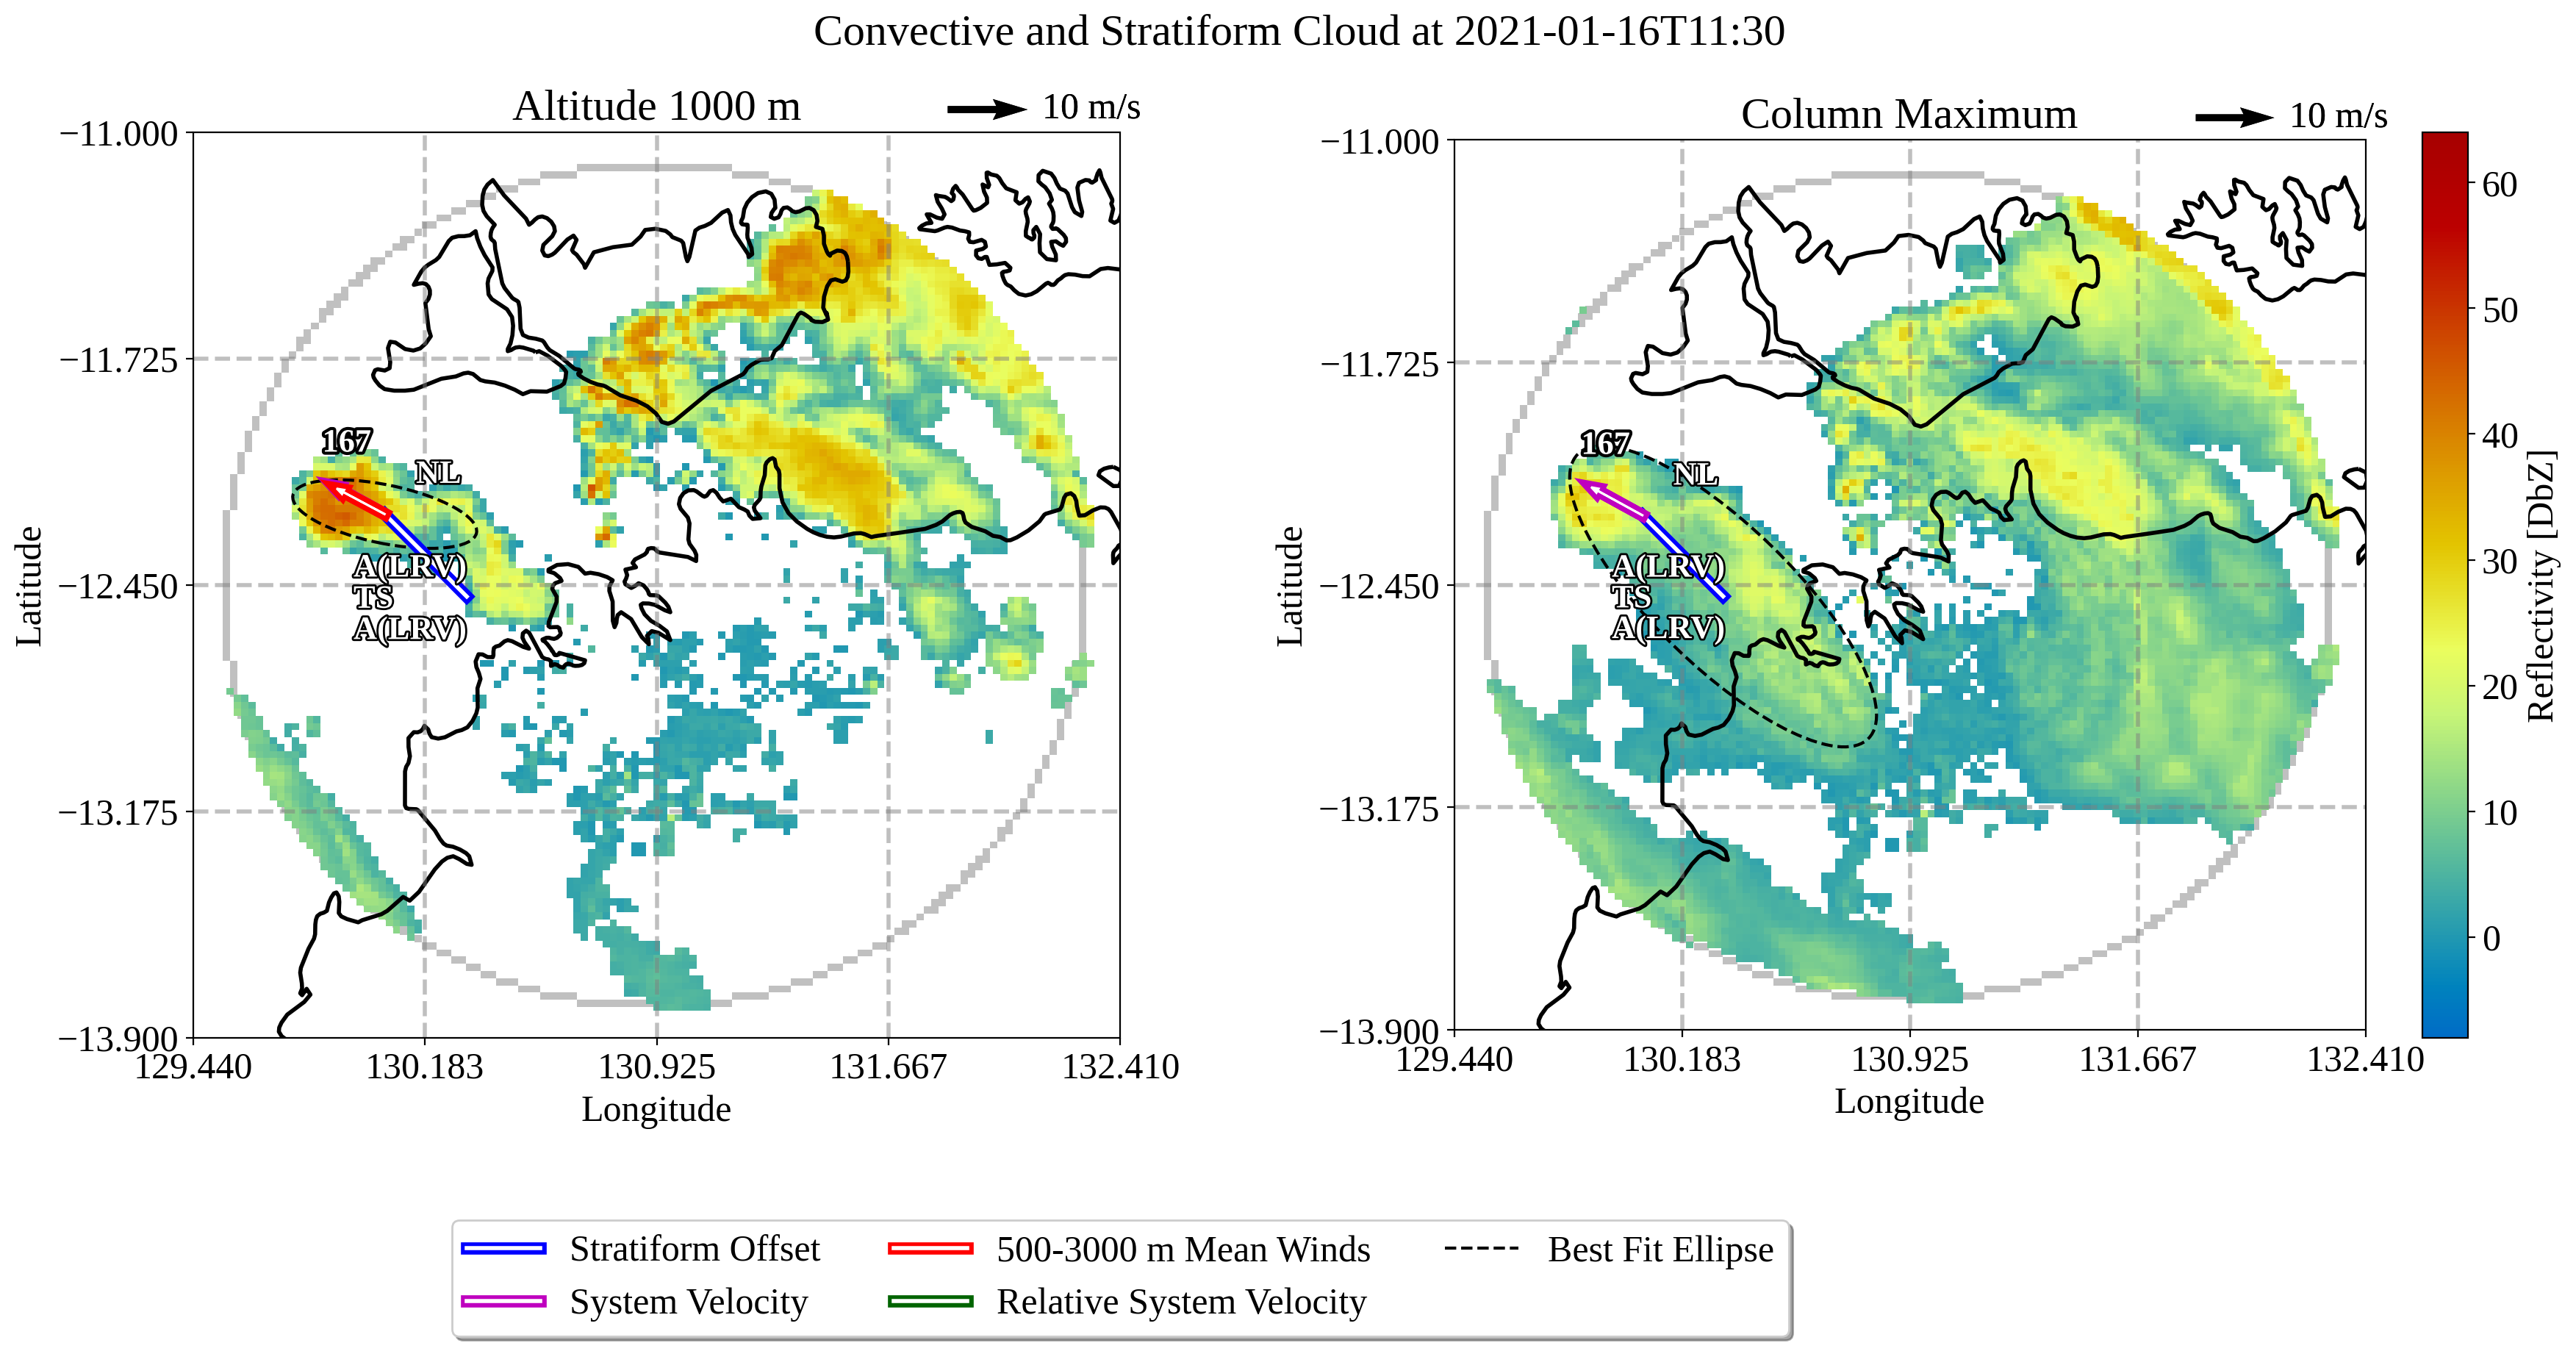 Convective and Stratiform Cloud at 2021-01-16T11:30
Altitude 1000 m
10 m/s
−11.000
−11.725
−12.450
−13.175
−13.900
Latitude
129.440
130.183
130.925
131.667
132.410
Longitude
167
NL
A(LRV)
TS
A(LRV)
Column Maximum
10 m/s
−11.000
−11.725
−12.450
−13.175
−13.900
Latitude
129.440
130.183
130.925
131.667
132.410
Longitude
167
NL
A(LRV)
TS
A(LRV)
60
50
40
30
20
10
0
Reflectivity [DbZ]
Stratiform Offset
500-3000 m Mean Winds
Best Fit Ellipse
System Velocity
Relative System Velocity